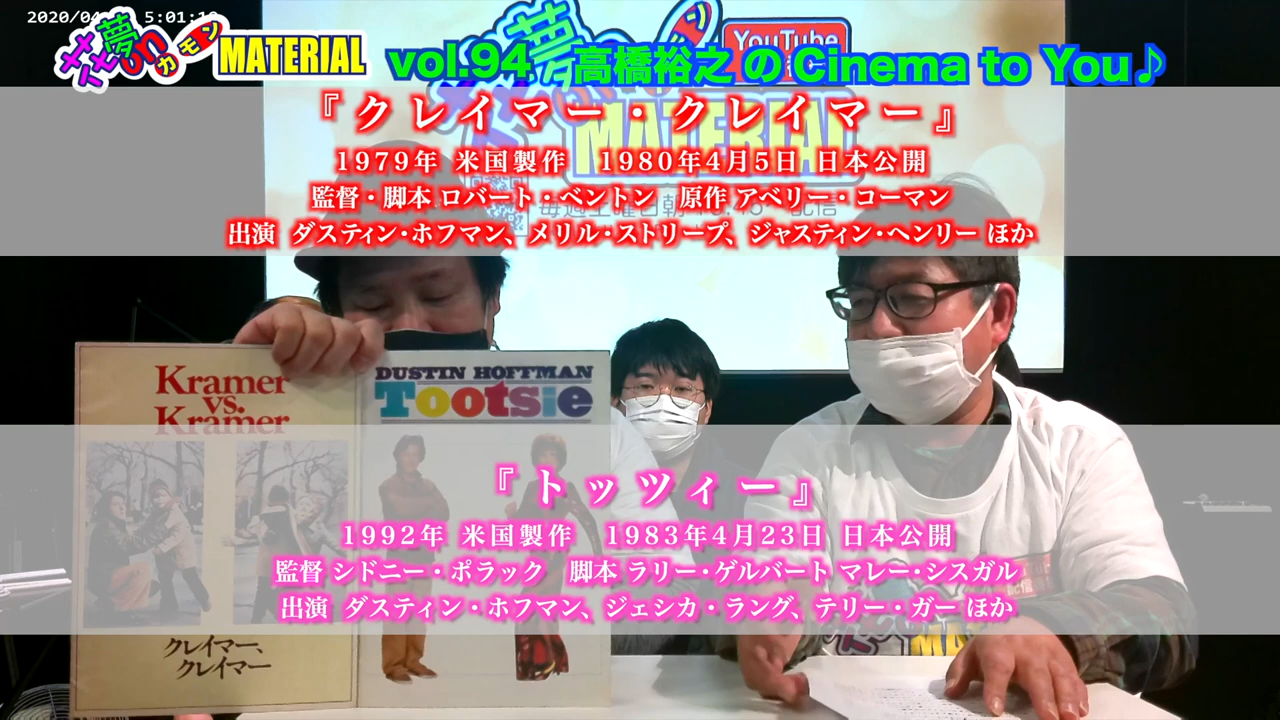 2020/04
5:01:1
夢
カモン
MATERIAL
vol.94 高橋裕之のCinema to You♪
YouTube
MATERIAL
『クレイマー・クレイマー』
1979年 米国製作 1980年4月5日 日本公開
監督・脚本 ロバート・ベントン 原作 アベリー・コーマン
出演 ダスティン・ホフマン、メリル・ストリープ、ジャスティン・ヘンリー ほか
Kramer
vs.
Kramer
DUSTIN HOFFMAN
Tootsie
『トッツィー』
1992年 米国製作 1983年4月23日 日本公開
監督 シドニー・ポラック 脚本 ラリー・ゲルバート マレー・シスガル
出演 ダスティン・ホフマン、ジェシカ・ラング、テリー・ガー ほか
クレイマー、
クレイマー